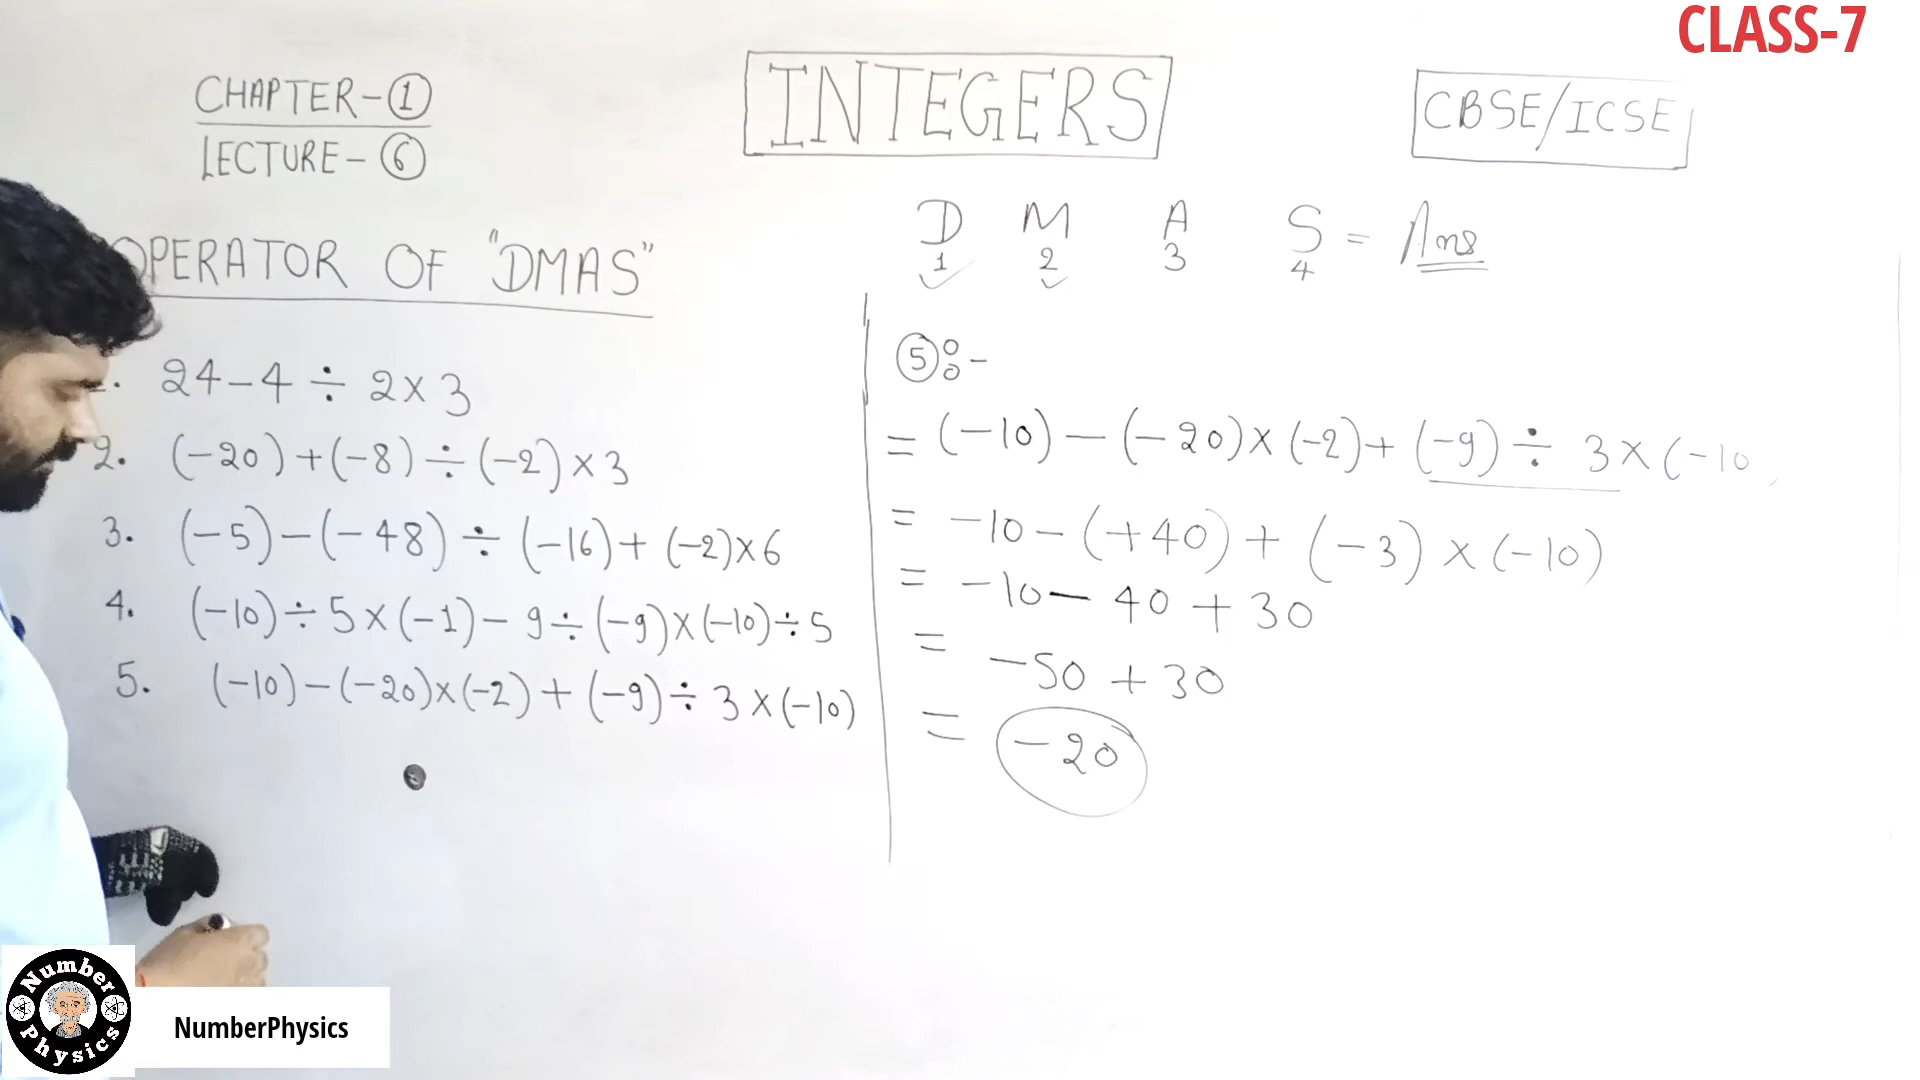 CLASS-7
CHAPTER-①
LECTURE-⑥
INTEGERS
CBSE/ICSE
OPERATOR OF "DMAS"
24-4 ÷ 2×3
2. (-20)+(-8)÷(-2)×3
3. (-5)-(-48)÷(-16)+(-2)×6
4. (-10)÷5×(-1)-9÷(-9)×(-10)÷5
5. (-10)-(-20)×(-2)+(-9)÷3×(-10)
D M A S = Ans
1 2 3 4
⑤:-
= (-10)-(-20)×(-2)+(-9)÷3×(-10
= -10-(+40)+(-3)×(-10)
= -10-40+30
= -50+30
= -20
Number Physics
NumberPhysics